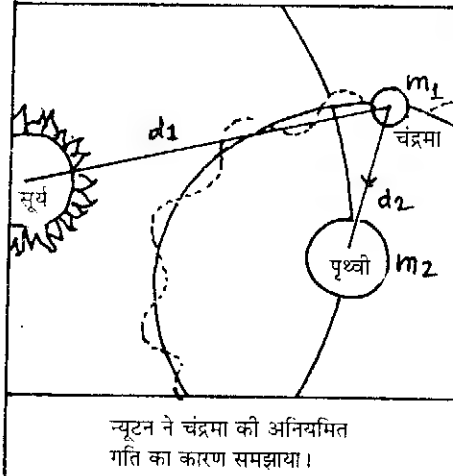 m1
d1
चंद्रमा
सूर्य
d2
पृथ्वी m2
न्यूटन ने चंद्रमा की अनियमित
गति का कारण समझाया।